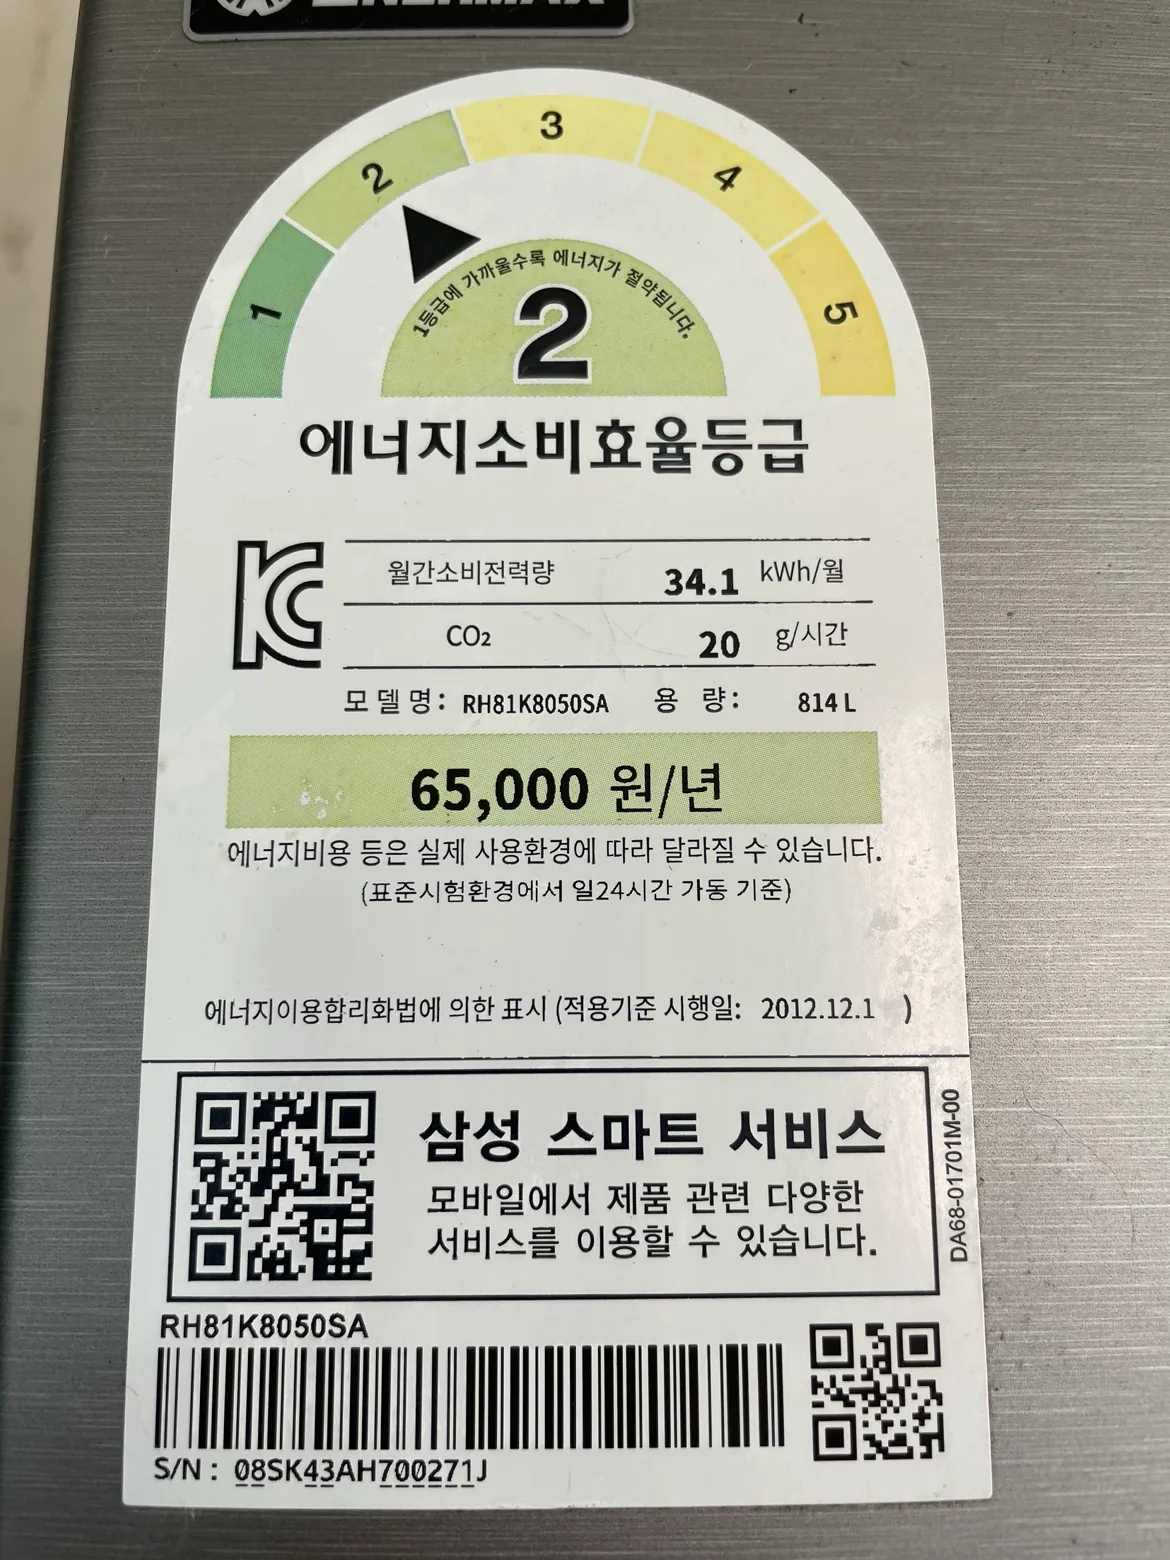 ENERMAX
1
2
3
4
5
1등급에 가까울수록 에너지가 절약됩니다.
2
에너지소비효율등급
월간소비전력량 34.1 kWh/월
CO₂ 20 g/시간
모델명: RH81K8050SA 용 량: 814 L
65,000 원/년
에너지비용 등은 실제 사용환경에 따라 달라질 수 있습니다.
(표준시험환경에서 일24시간 가동 기준)
에너지이용합리화법에 의한 표시 (적용기준 시행일: 2012.12.1 )
삼성 스마트 서비스
모바일에서 제품 관련 다양한
서비스를 이용할 수 있습니다.
DA68-01701M-00
RH81K8050SA
S/N : 08SK43AH700271J